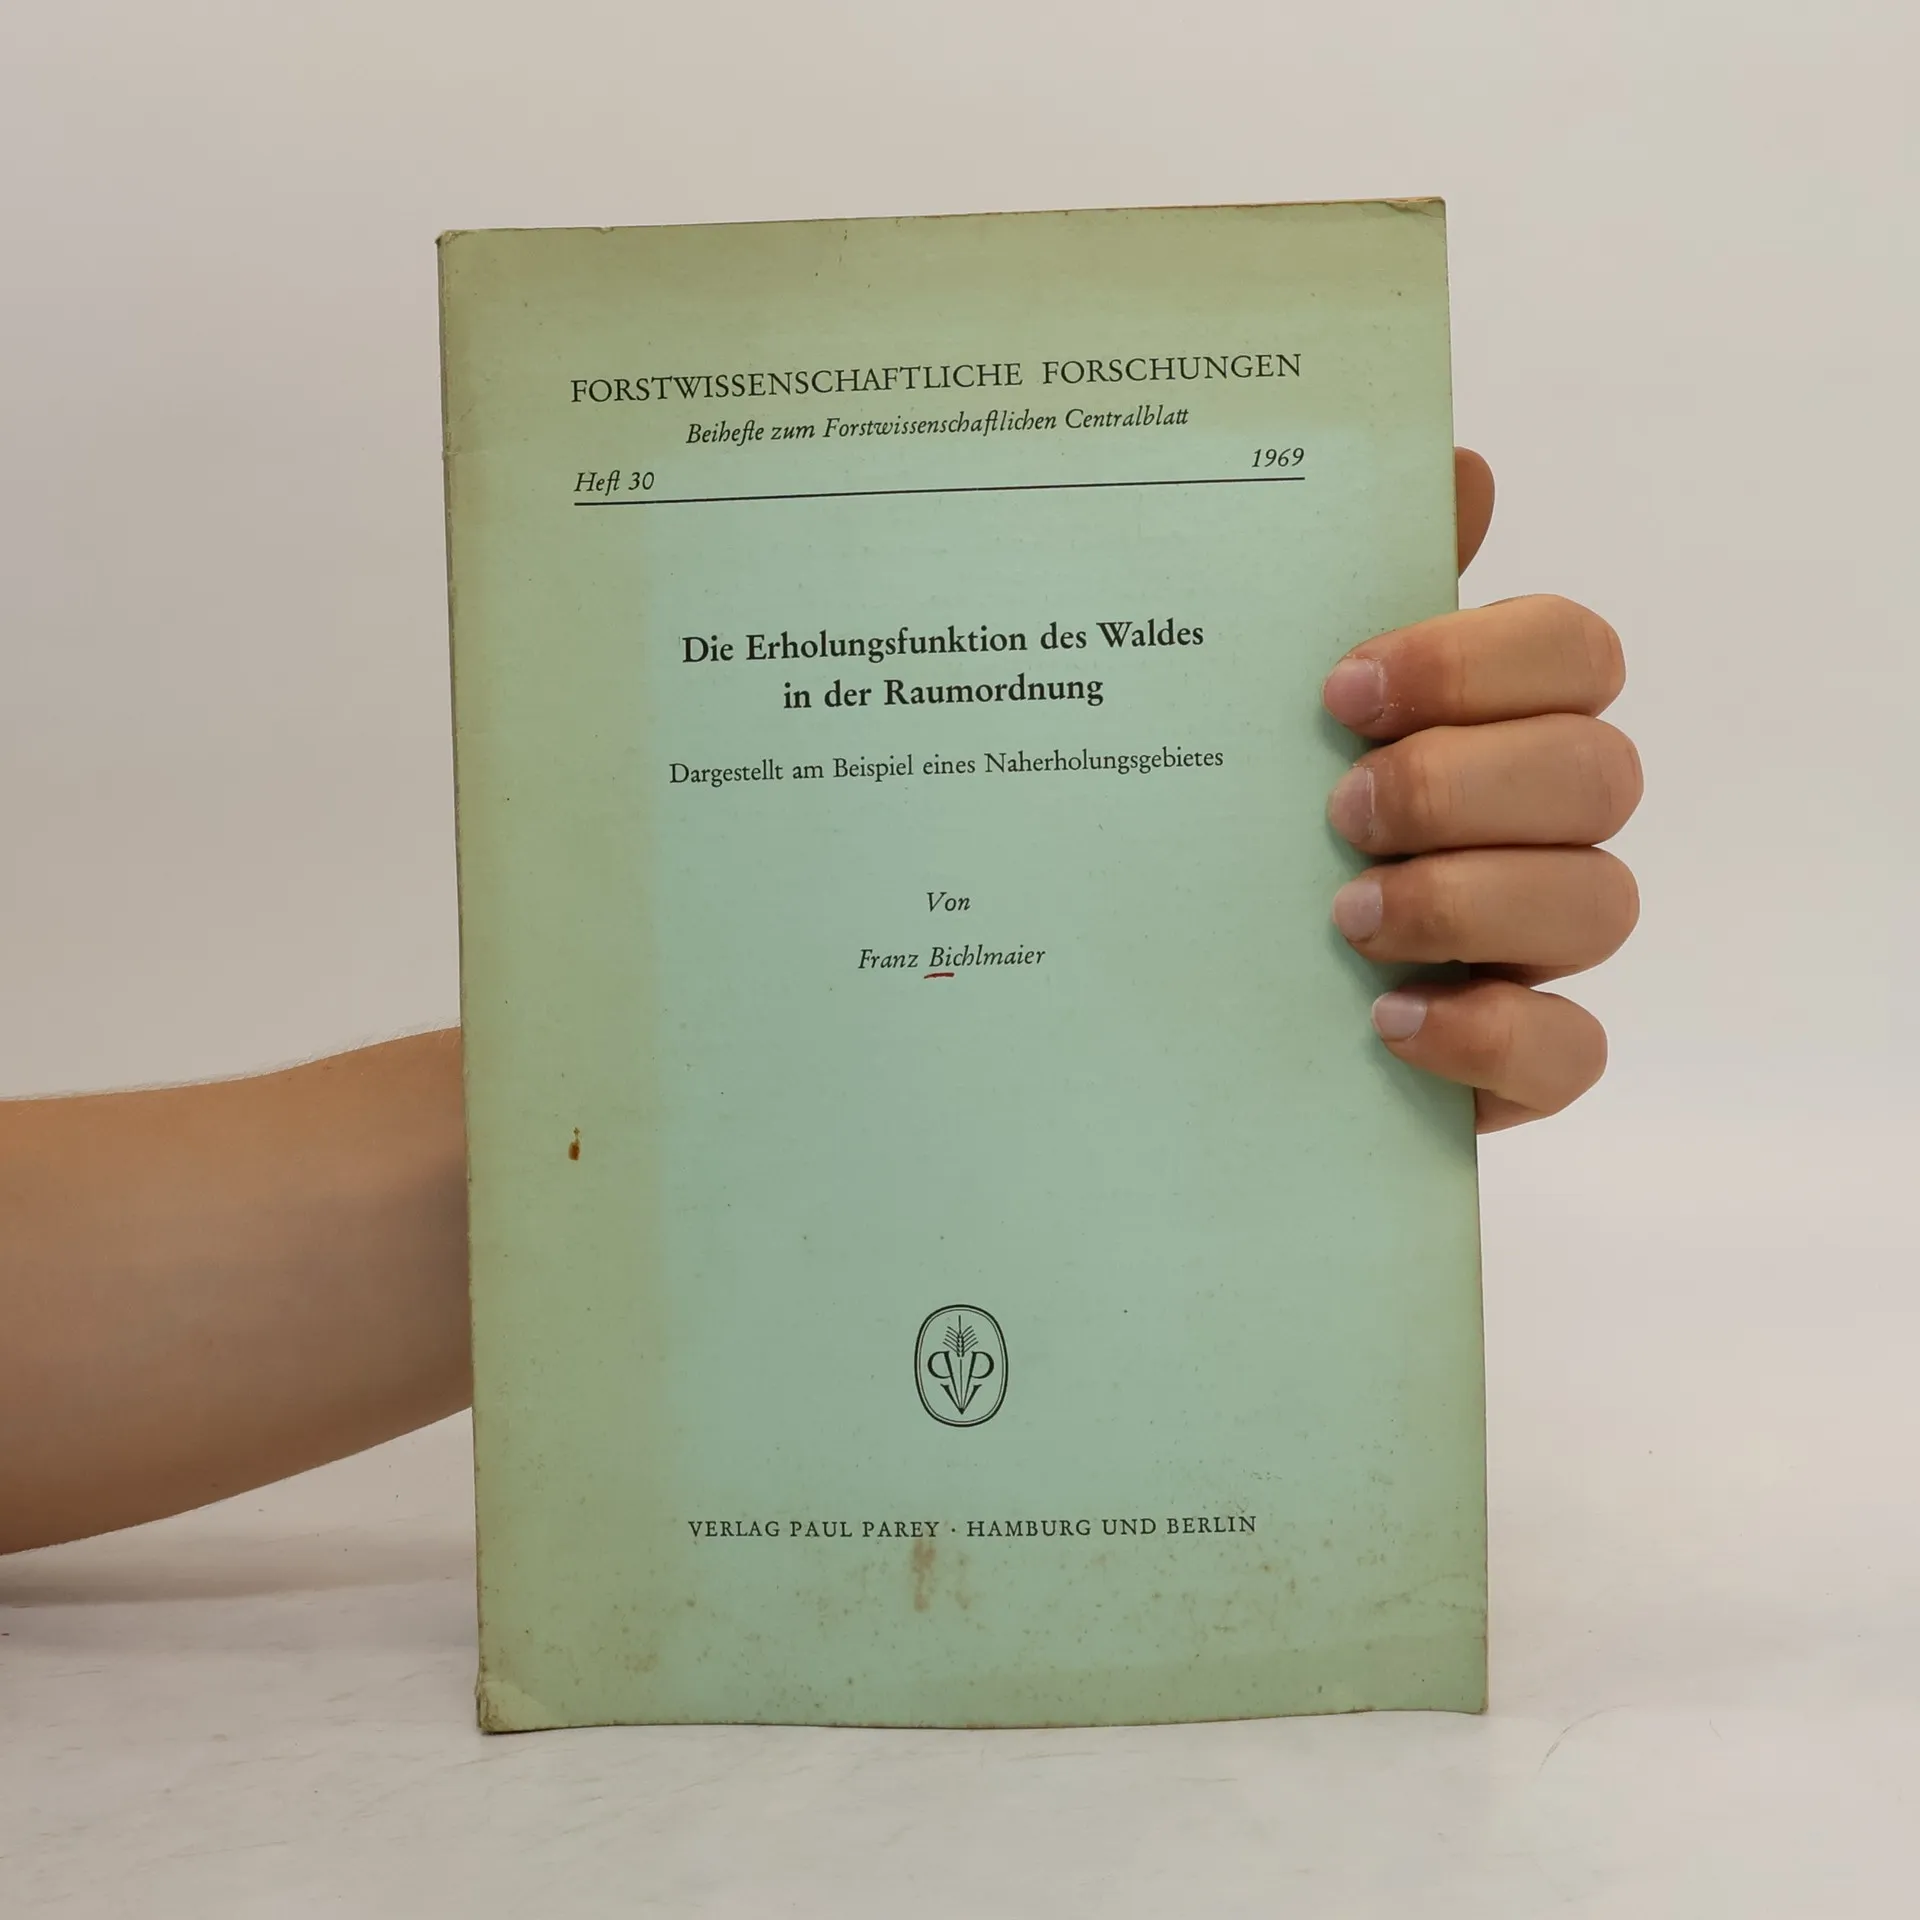 FORSTWISSENSCHAFTLICHE FORSCHUNGEN
Beihefte zum Forstwissenschaftlichen Centralblatt
Heft 30 1969
Die Erholungsfunktion des Waldes
in der Raumordnung
Dargestellt am Beispiel eines Naherholungsgebietes
Von
Franz Bichlmaier
PVP
VERLAG PAUL PAREY · HAMBURG UND BERLIN